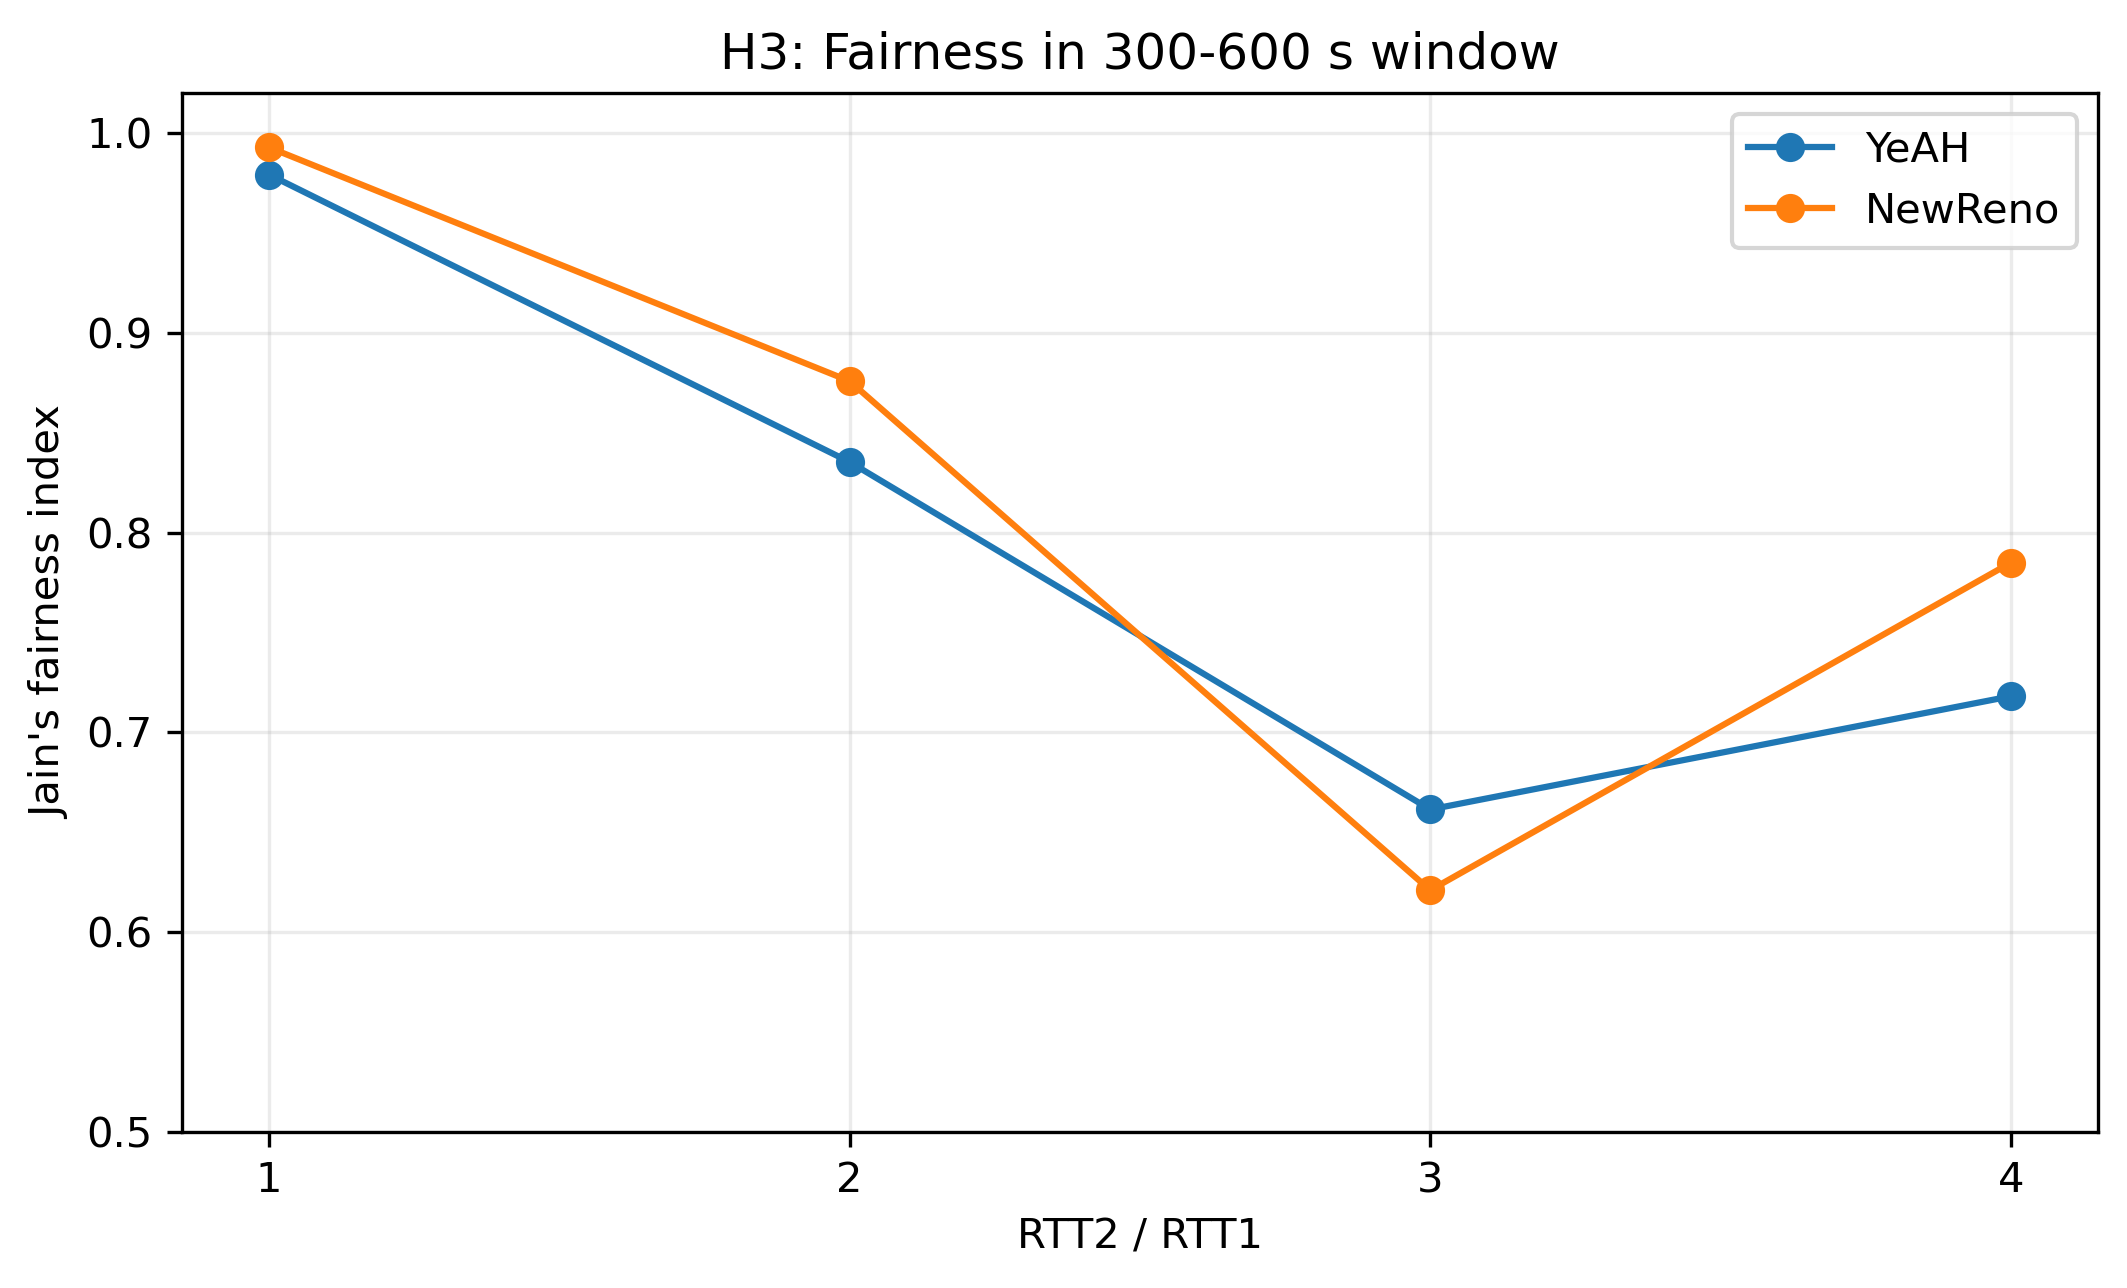 H3: Fairness in 300-600 s window
YeAH
NewReno
Jain's fairness index
1.0
0.9
0.8
0.7
0.6
0.5
1
2
3
4
RTT2 / RTT1